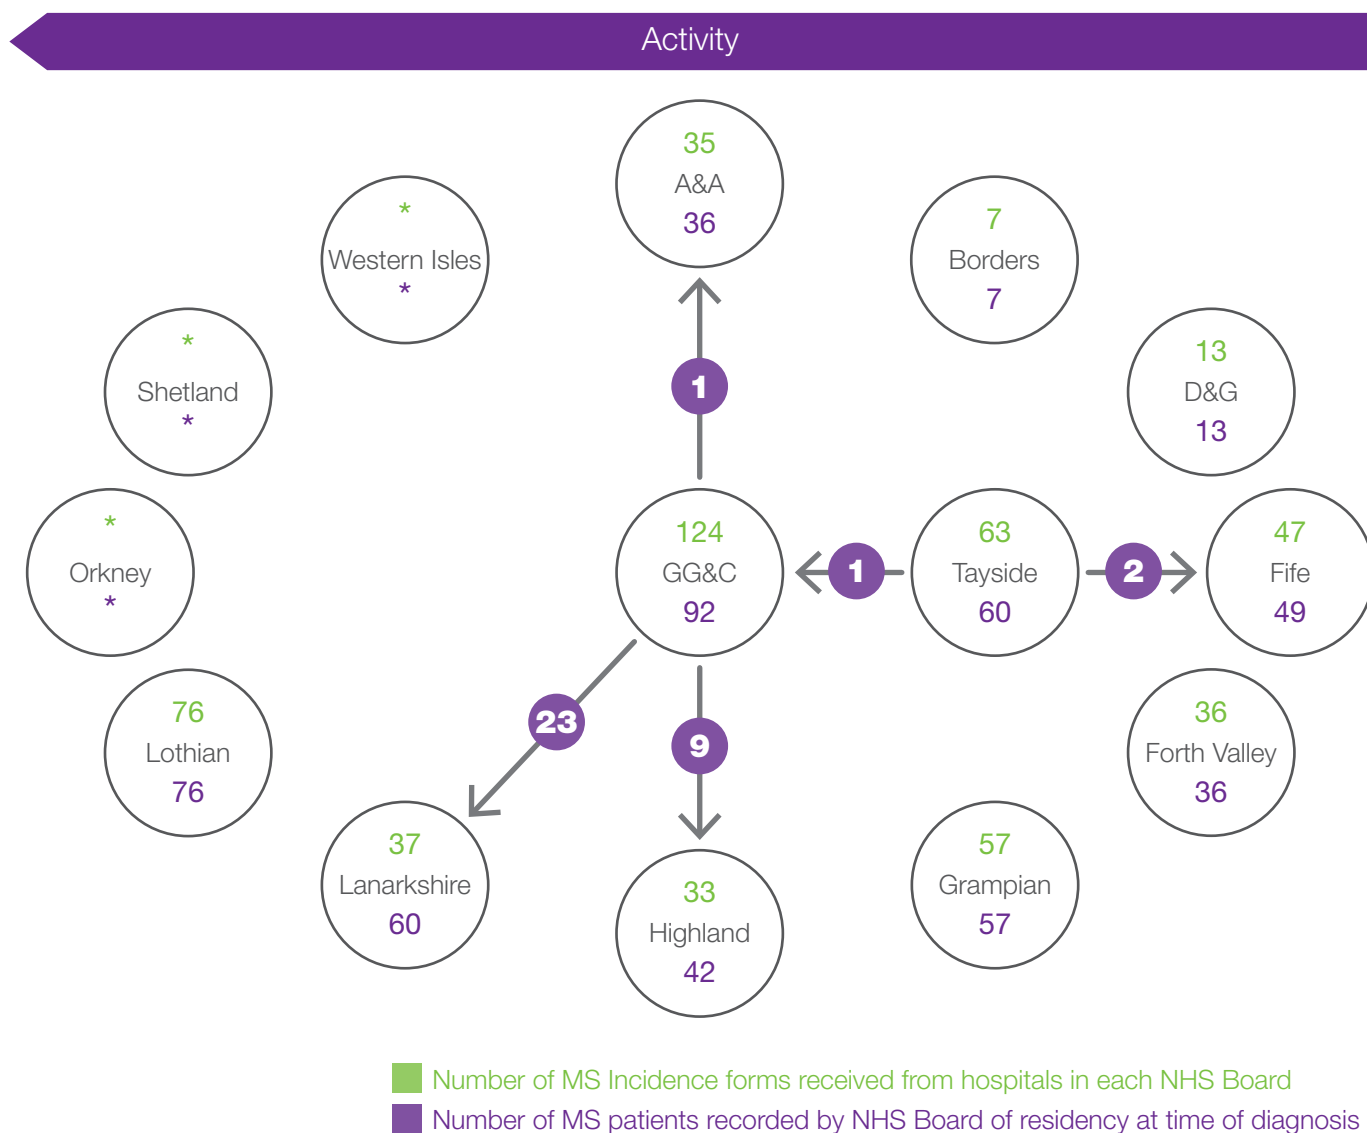 Activity
35
A&A
36
*
Western Isles
*
7
Borders
7
*
Shetland
*
13
D&G
13
1
*
Orkney
*
124
GG&C
92
1
63
Tayside
60
2
47
Fife
49
76
Lothian
76
23
9
36
Forth Valley
36
37
Lanarkshire
60
33
Highland
42
57
Grampian
57
Number of MS Incidence forms received from hospitals in each NHS Board
Number of MS patients recorded by NHS Board of residency at time of diagnosis